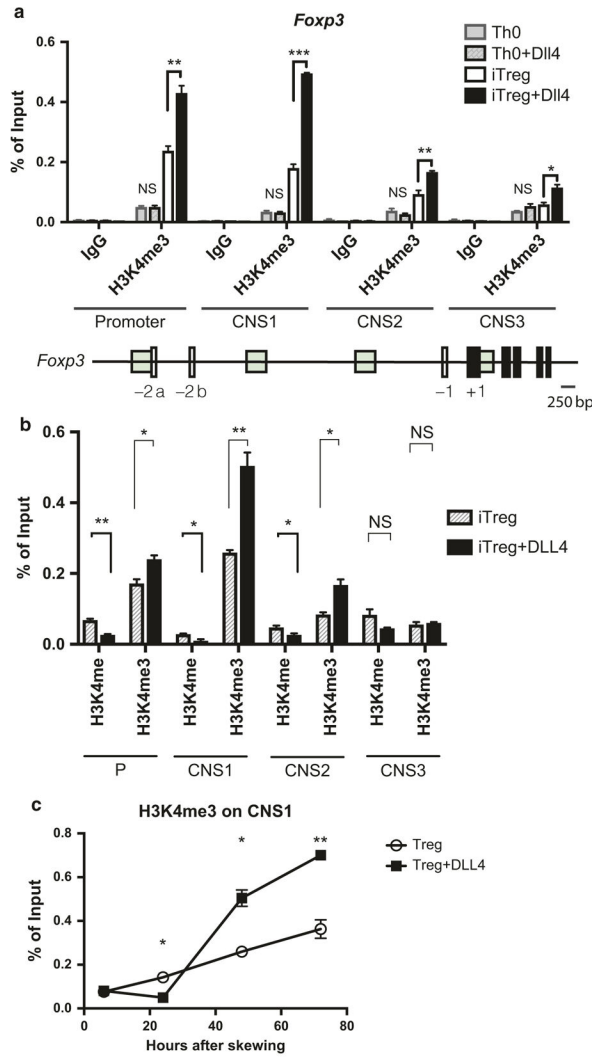 a
Foxp3
Th0
Th0+Dll4
iTreg
iTreg+Dll4
% of Input
0.6
0.4
0.2
0.0
NS
**
NS
***
NS
**
NS
*
IgG
H3K4me3
IgG
H3K4me3
IgG
H3K4me3
IgG
H3K4me3
Promoter
CNS1
CNS2
CNS3
Foxp3
−2 a
−2 b
−1
+1
250 bp
b
% of Input
0.6
0.4
0.2
0.0
**
*
*
**
*
*
NS
NS
iTreg
iTreg+DLL4
H3K4me
H3K4me3
H3K4me
H3K4me3
H3K4me
H3K4me3
H3K4me
H3K4me3
P
CNS1
CNS2
CNS3
c
H3K4me3 on CNS1
% of Input
0.8
0.6
0.4
0.2
0.0
*
*
**
Treg
Treg+DLL4
0
20
40
60
80
Hours after skewing